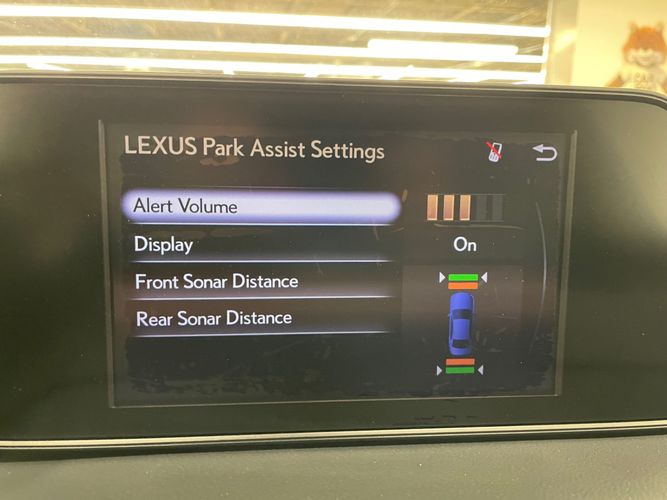 LEXUS Park Assist Settings
Alert Volume
Display On
Front Sonar Distance
Rear Sonar Distance